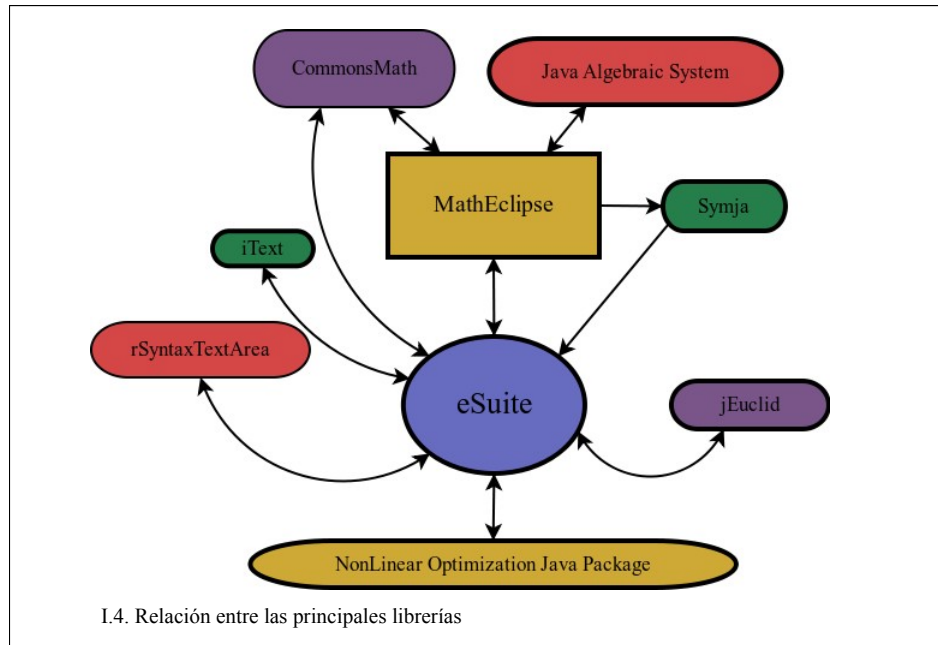 CommonsMath
Java Algebraic System
MathEclipse
Symja
iText
rSyntaxTextArea
eSuite
jEuclid
NonLinear Optimization Java Package
I.4. Relación entre las principales librerías